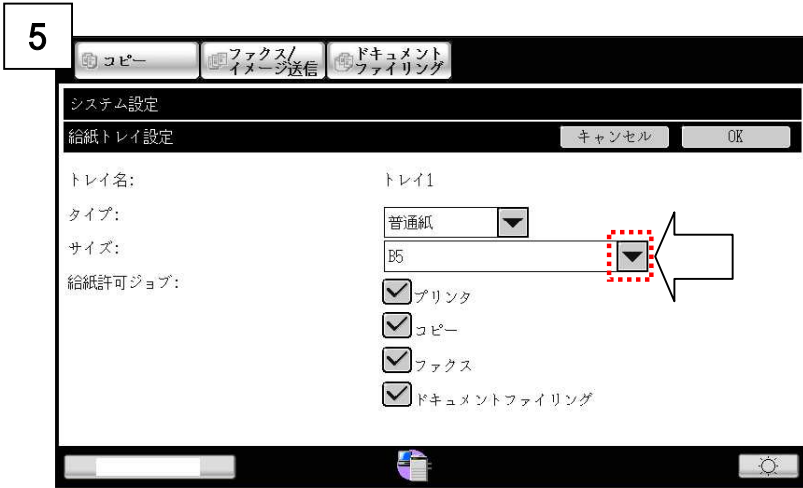 5
コピー
ファクス/
イメージ送信
ドキュメント
ファイリング
システム設定
給紙トレイ設定
キャンセル
OK
トレイ名:
トレイ1
タイプ:
普通紙
サイズ:
B5
給紙許可ジョブ:
プリンタ
コピー
ファクス
ドキュメントファイリング